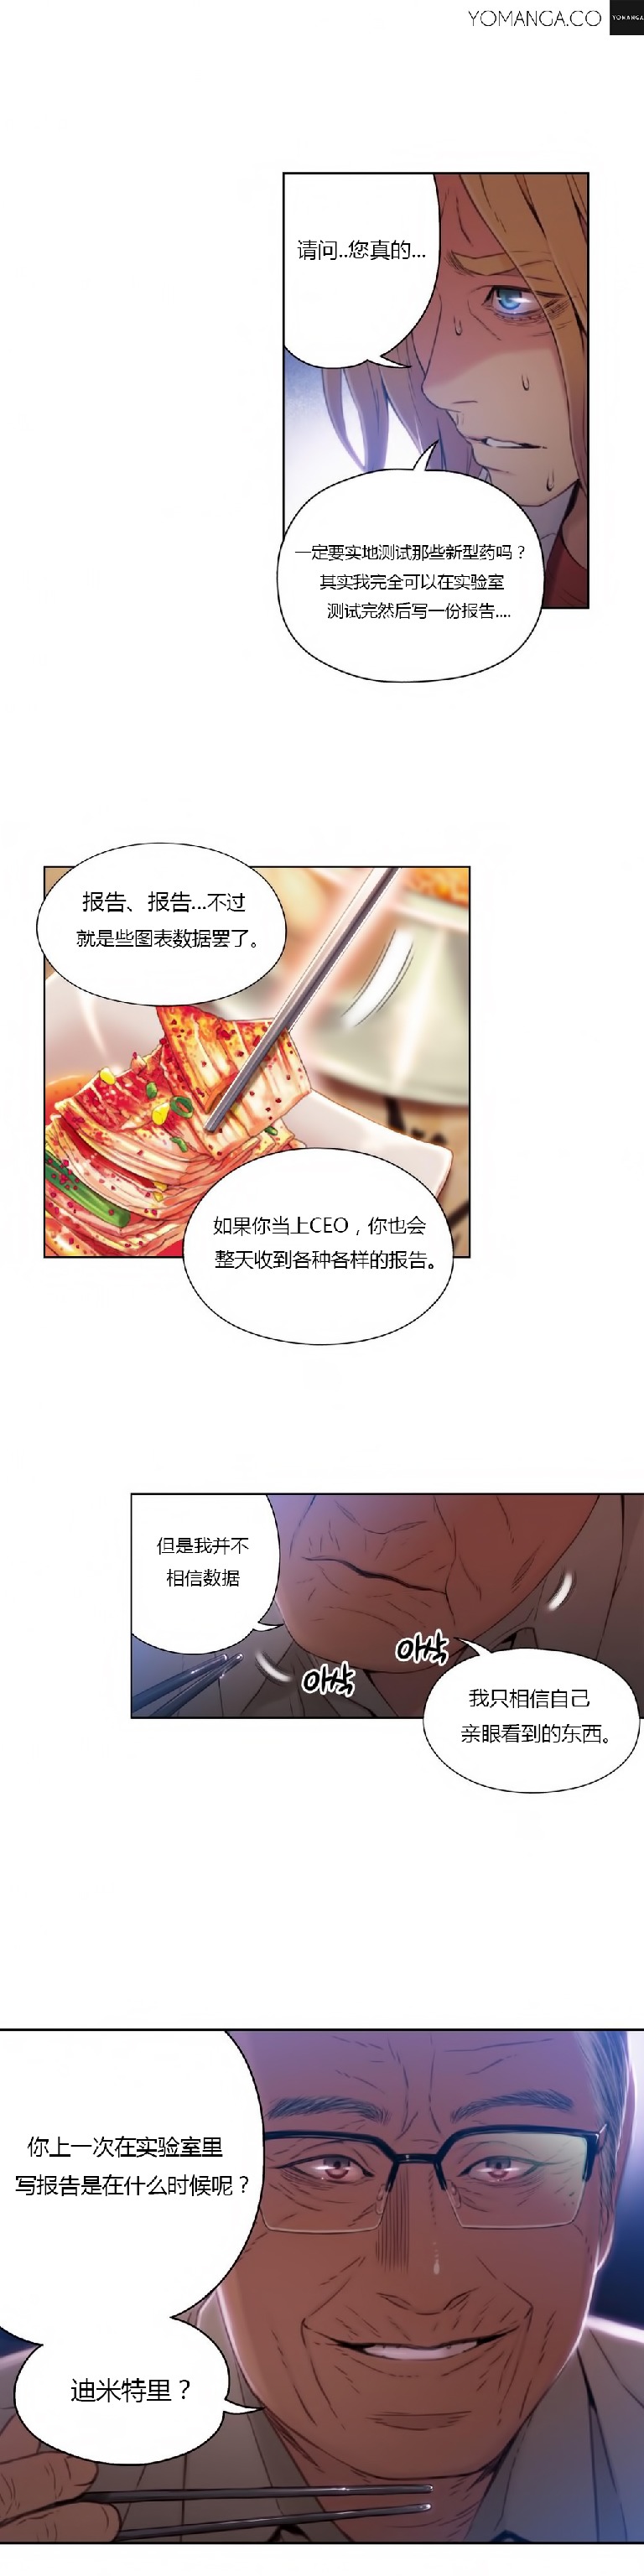 YOMANGA.CO
YOMANGA
请问..您真的...
一定要实地测试那些新型药吗？
其实我完全可以在实验室
测试完然后写一份报告....
报告、报告...不过
就是些图表数据罢了。
如果你当上CEO，你也会
整天收到各种各样的报告。
但是我并不
相信数据
아삭
아삭
我只相信自己
亲眼看到的东西。
你上一次在实验室里
写报告是在什么时候呢？
迪米特里？